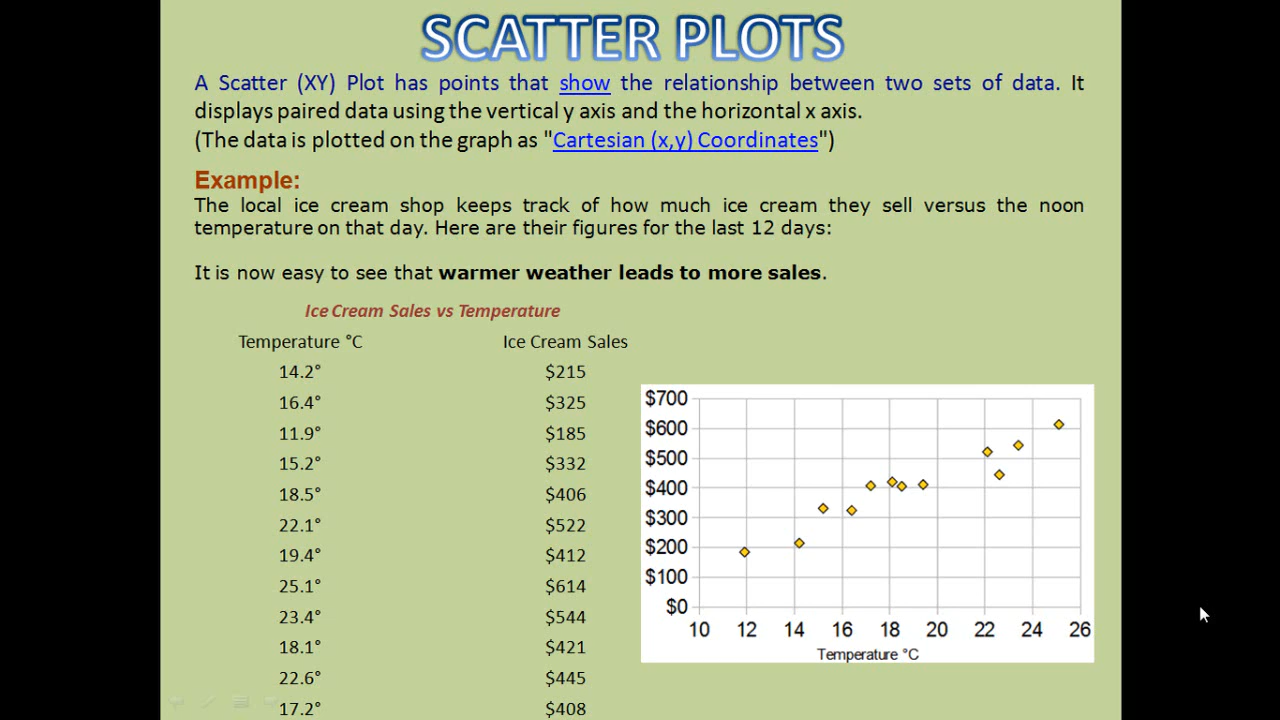 SCATTER PLOTS
A Scatter (XY) Plot has points that show the relationship between two sets of data. It
displays paired data using the vertical y axis and the horizontal x axis.
(The data is plotted on the graph as "Cartesian (x,y) Coordinates")
Example:
The local ice cream shop keeps track of how much ice cream they sell versus the noon
temperature on that day. Here are their figures for the last 12 days:
It is now easy to see that warmer weather leads to more sales.
Ice Cream Sales vs Temperature
Temperature °C Ice Cream Sales
14.2° $215
16.4° $325
11.9° $185
15.2° $332
18.5° $406
22.1° $522
19.4° $412
25.1° $614
23.4° $544
18.1° $421
22.6° $445
17.2° $408
$700
$600
$500
$400
$300
$200
$100
$0
10 12 14 16 18 20 22 24 26
Temperature °C